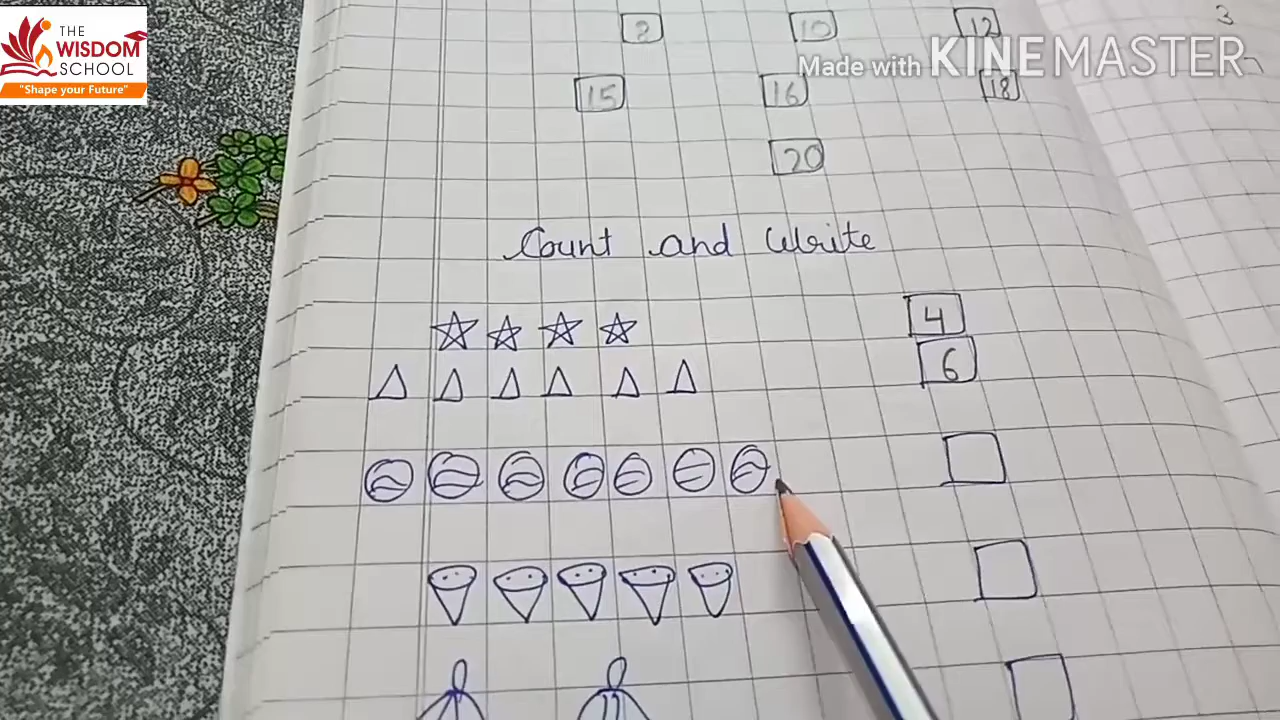 THE
WISDOM
SCHOOL
"Shape your Future"
Made with KINEMASTER
10 12
3
15 16 18
20
Count and Write
4
6